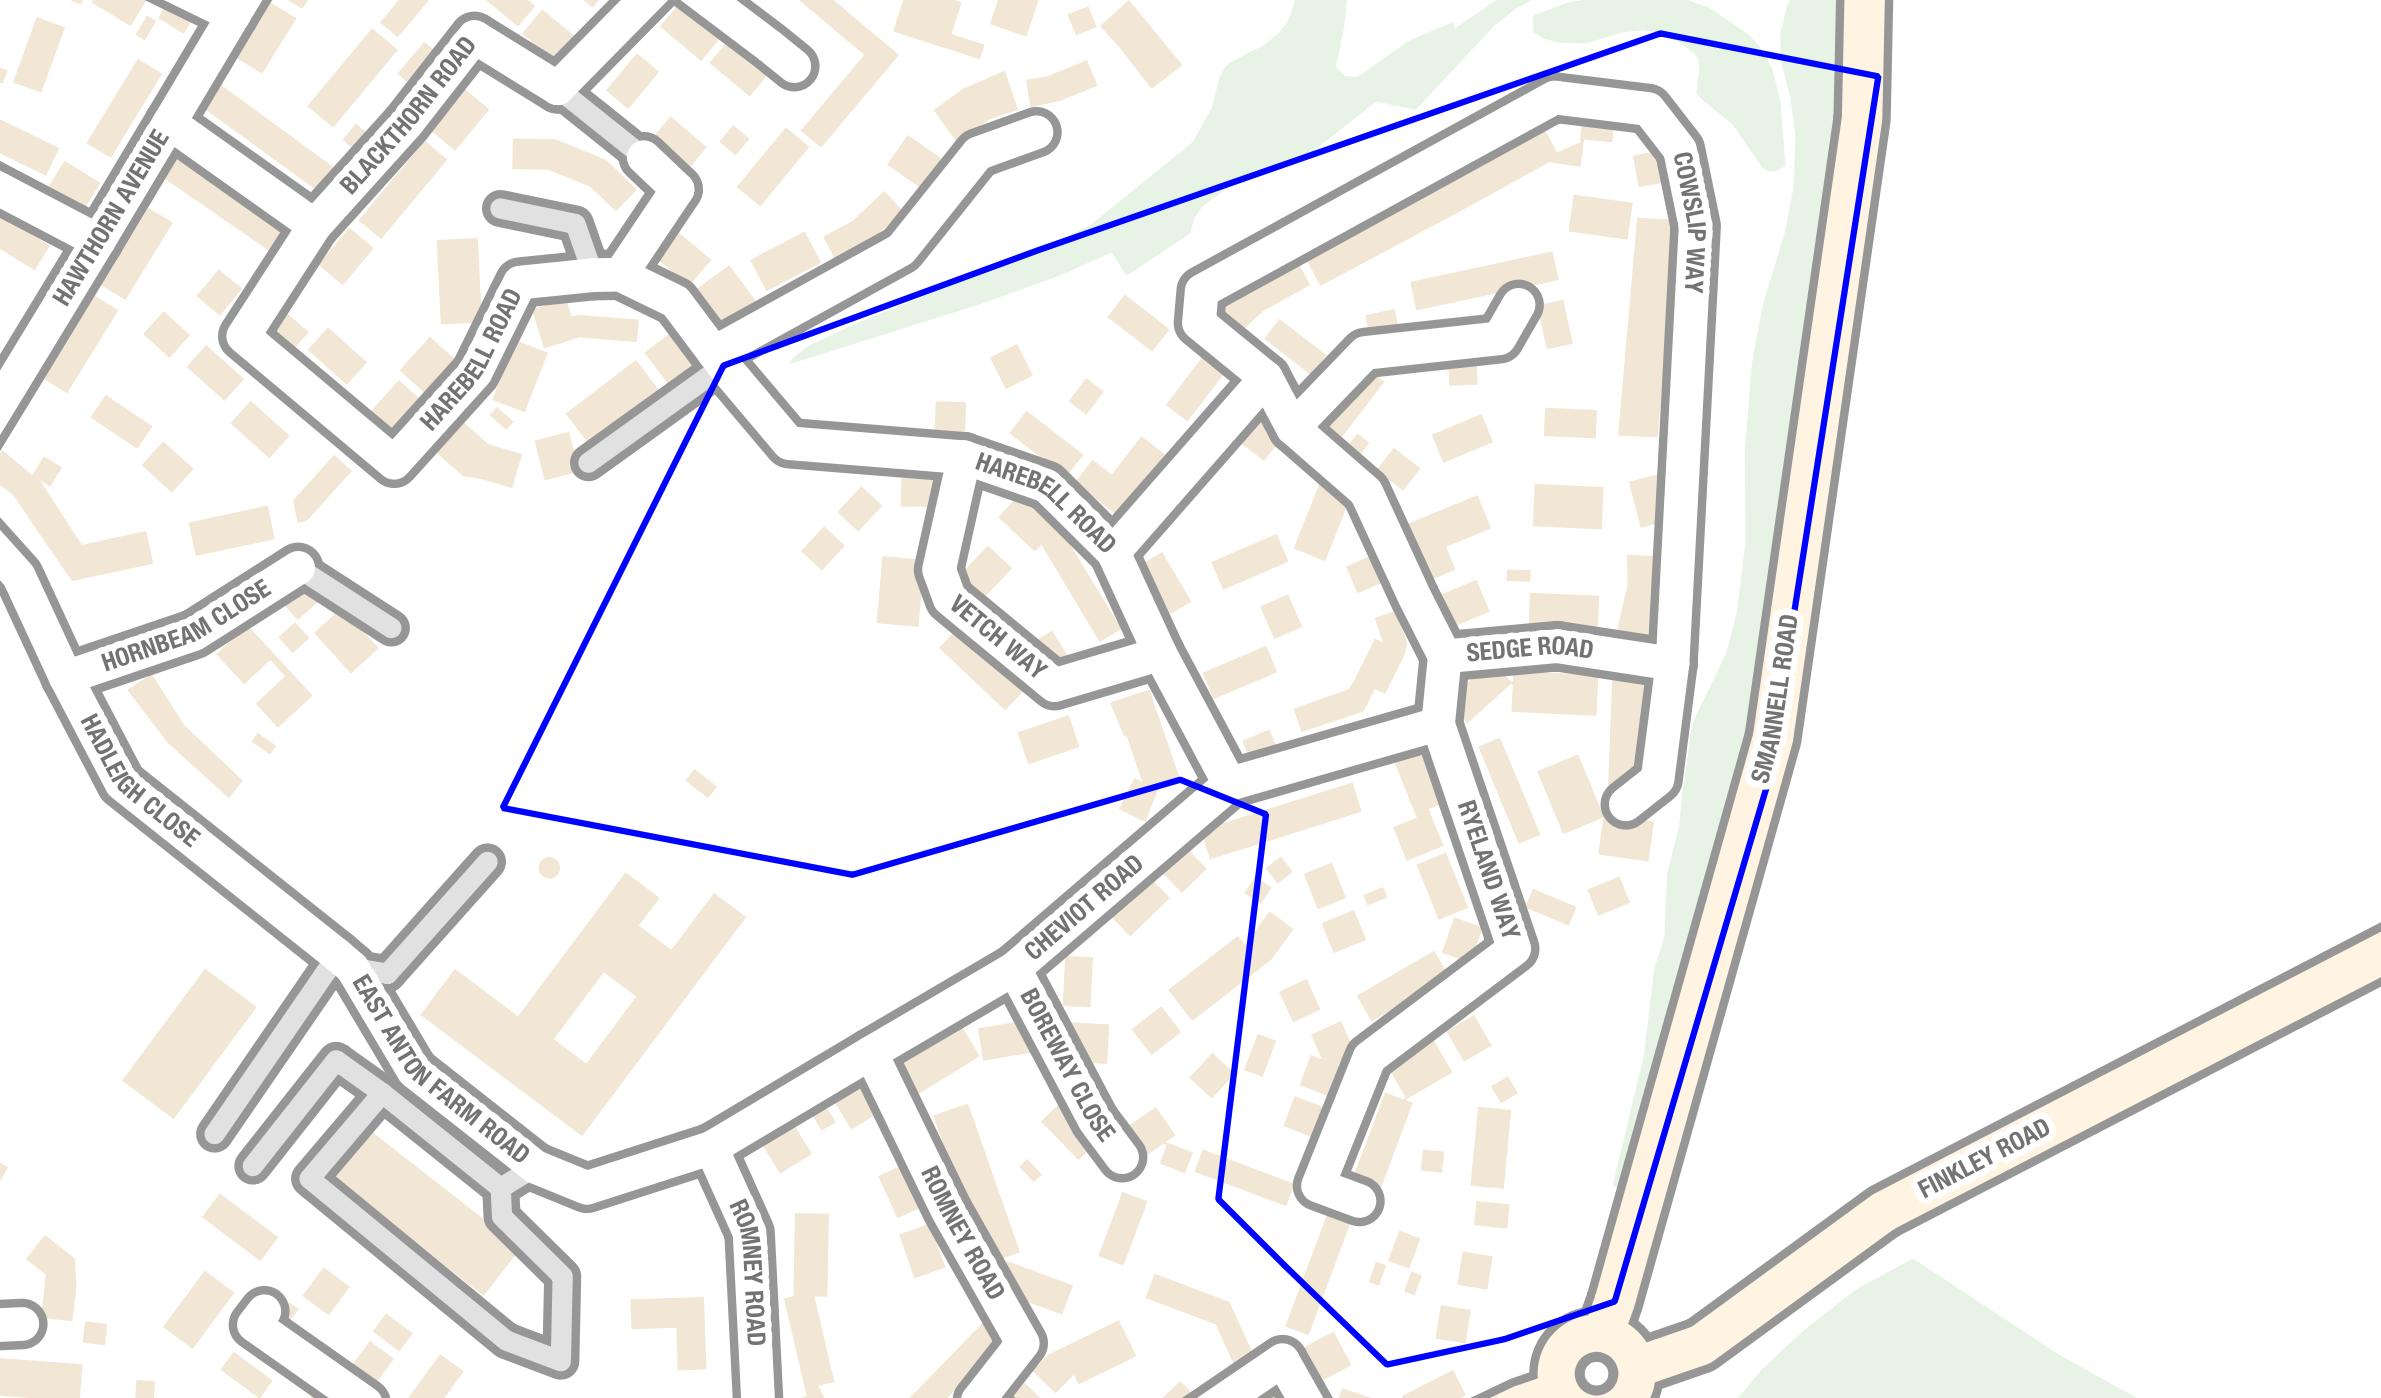 BLACKTHORN ROAD
HAWTHORN AVENUE
COWSLIP WAY
HAREBELL ROAD
HAREBELL ROAD
HORNBEAM CLOSE
VETCH WAY
SEDGE ROAD
SMANNELL ROAD
HADLEIGH CLOSE
RYELAND WAY
CHEVIOT ROAD
EAST ANTON FARM ROAD
BOREWAY CLOSE
FINKLEY ROAD
ROMNEY ROAD
ROMNEY ROAD